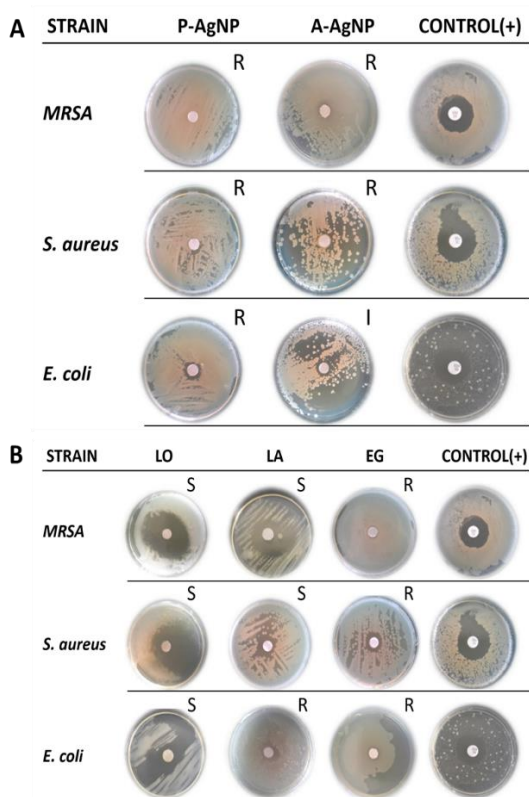 A
STRAIN P-AgNP A-AgNP CONTROL(+)
R R
MRSA
R R
S. aureus
R I
E. coli
B
STRAIN LO LA EG CONTROL(+)
S S R
MRSA
S S R
S. aureus
S R R
E. coli